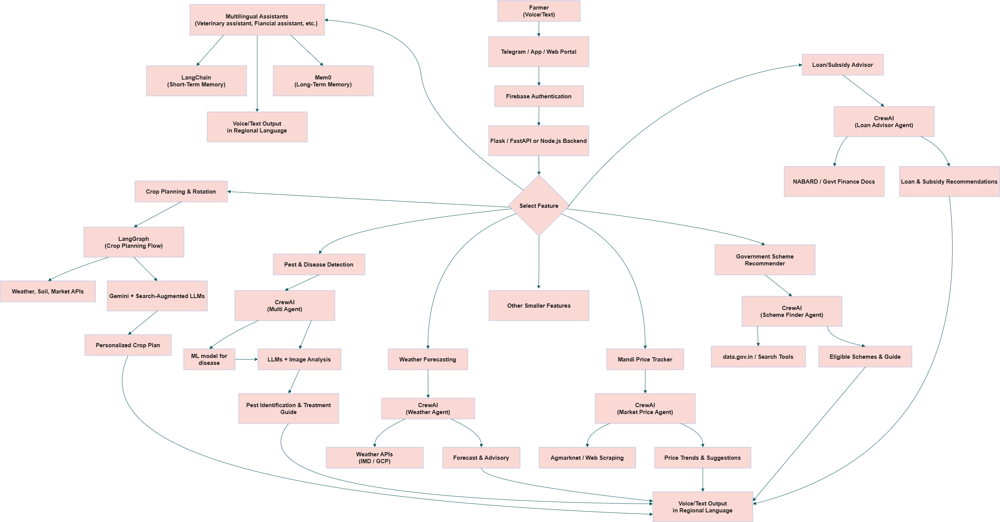 Farmer
(Voice/Text)
Multilingual Assistants
(Veterinary assistant, Fiancial assistant, etc.)
Telegram / App / Web Portal
Loan/Subsidy Advisor
LangChain
(Short-Term Memory)
Mem0
(Long-Term Memory)
Firebase Authentication
CrewAI
(Loan Advisor Agent)
Voice/Text Output
in Regional Language
Flask / FastAPI or Node.js Backend
NABARD / Govt Finance Docs
Loan & Subsidy Recommendations
Crop Planning & Rotation
Select Feature
LangGraph
(Crop Planning Flow)
Pest & Disease Detection
Government Scheme
Recommender
Weather, Soil, Market APIs
Gemini + Search-Augmented LLMs
CrewAI
(Multi Agent)
Other Smaller Features
CrewAI
(Scheme Finder Agent)
Personalized Crop Plan
ML model for
disease
LLMs + Image Analysis
Weather Forecasting
Mandi Price Tracker
data.gov.in / Search Tools
Eligible Schemes & Guide
Pest Identification & Treatment
Guide
CrewAI
(Weather Agent)
CrewAI
(Market Price Agent)
Weather APIs
(IMD / GCP)
Forecast & Advisory
Agmarknet / Web Scraping
Price Trends & Suggestions
Voice/Text Output
in Regional Language